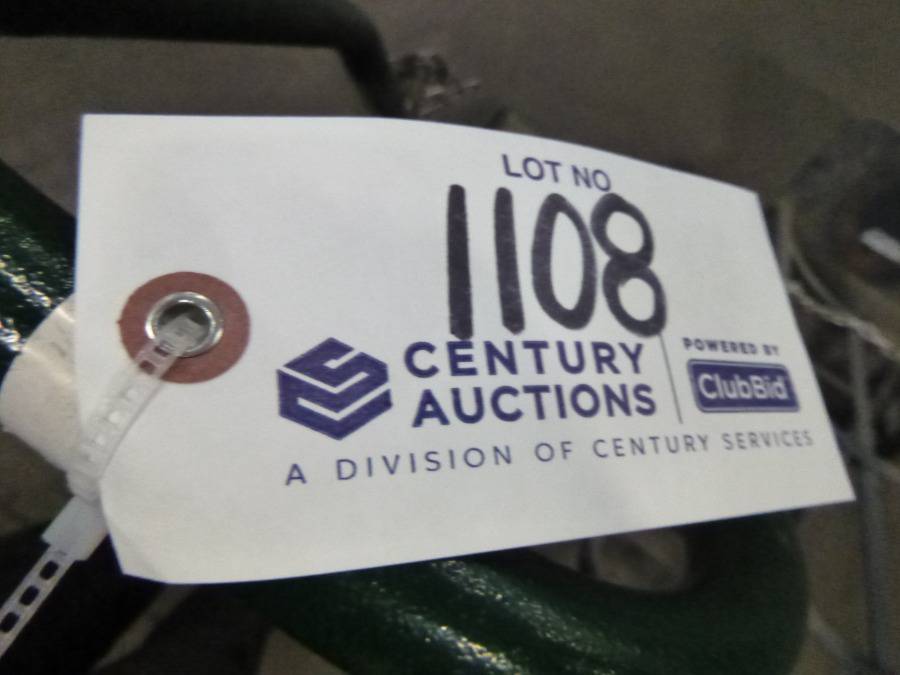 LOT NO
1108
CENTURY
AUCTIONS
POWERED BY
ClubBid
A DIVISION OF CENTURY SERVICES